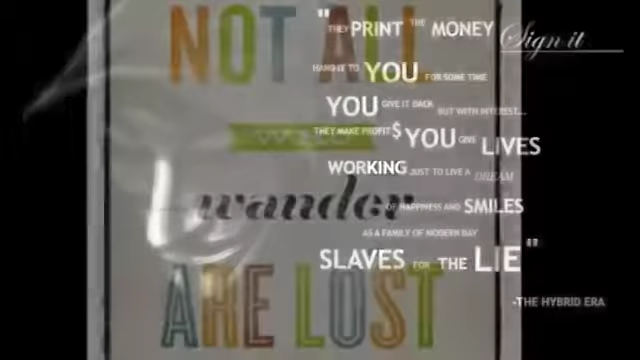 NOT ALL
WHO
wander
ARE LOST
"THEY PRINT THE MONEY
Sign it
HAND IT TO YOU FOR SOME TIME
YOU GIVE IT BACK BUT WITH INTEREST...
THEY MAKE PROFIT$ YOU GIVE LIVES
WORKING JUST TO LIVE A DREAM
OF HAPPINESS AND SMILES
AS A FAMILY OF MODERN DAY
SLAVES FOR THE LIE"
-THE HYBRID ERA